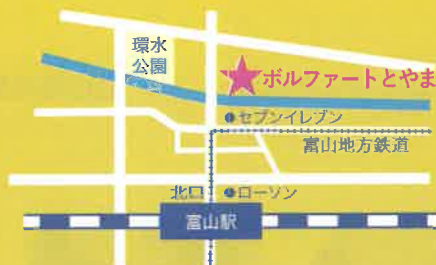 環水
公園
ボルファートとやま
セブンイレブン
富山地方鉄道
北口
ローソン
富山駅